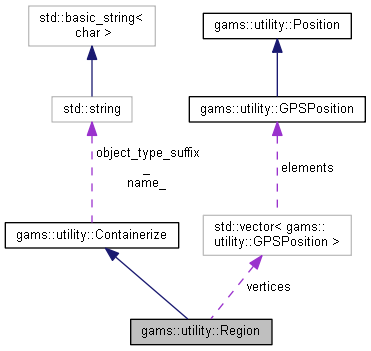 std::basic_string<
char >
gams::utility::Position
std::string
gams::utility::GPSPosition
object_type_suffix
_
name_
elements
gams::utility::Containerize
std::vector< gams::
utility::GPSPosition >
vertices
gams::utility::Region